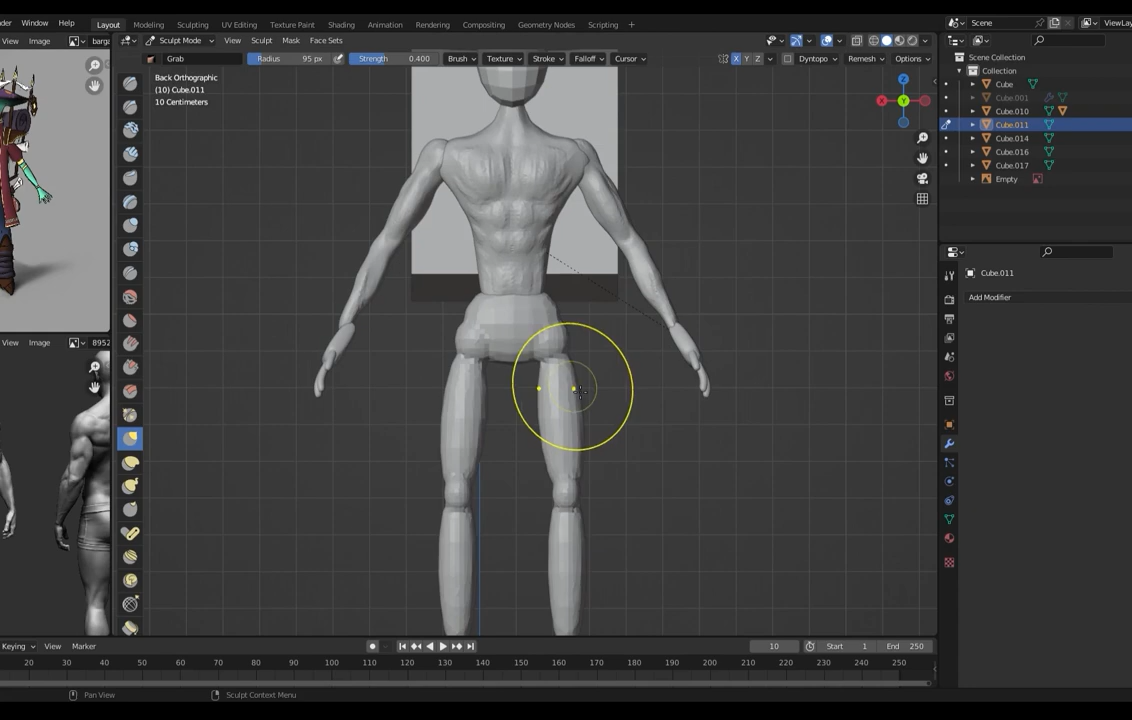 der Window Help Layout Modeling Sculpting UV Editing Texture Paint Shading Animation Rendering Compositing Geometry Nodes Scripting + Scene ViewLay
View Image barga Sculpt Mode View Sculpt Mask Face Sets
Grab Radius 95 px Strength 0.400 Brush Texture Stroke Falloff Cursor X Y Z Dyntopo Remesh Options
Scene Collection
Collection
Cube
Cube.001
Cube.010
Cube.011
Cube.014
Cube.016
Cube.017
Empty
Back Orthographic
(10) Cube.011
10 Centimeters
Z
X
Y
Cube.011
Add Modifier
View Image 8952
Keying View Marker 10 Start 1 End 250
20 30 40 50 60 70 80 90 100 110 120 130 140 150 160 170 180 190 200 210 220 230 240 250
Pan View Sculpt Context Menu